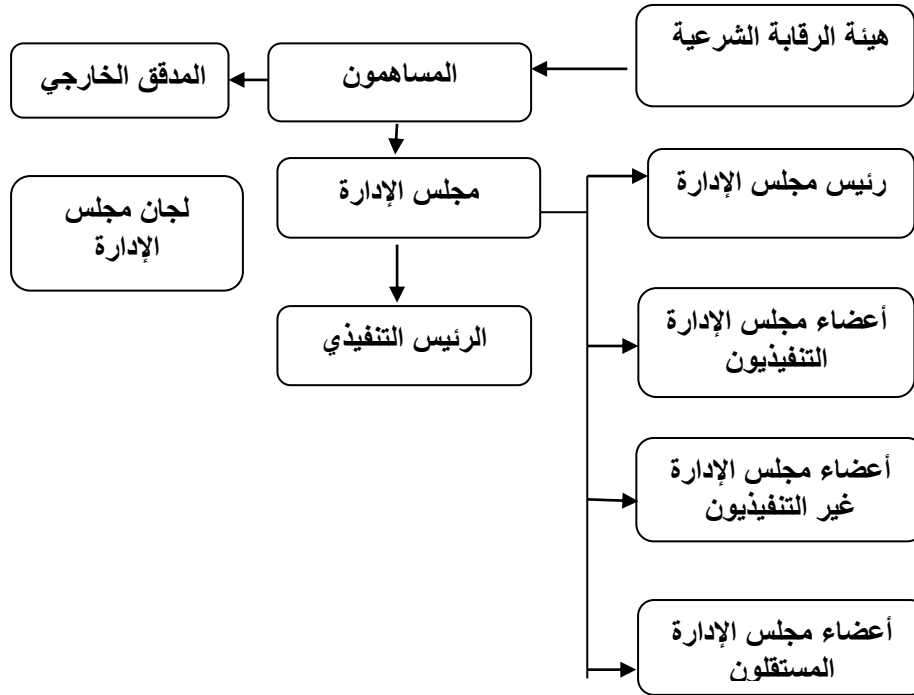 هيئة الرقابة الشرعية
المساهمون
المدقق الخارجي
مجلس الإدارة
رئيس مجلس الإدارة
لجان مجلس
الإدارة
الرئيس التنفيذي
أعضاء مجلس الإدارة
التنفيذيون
أعضاء مجلس الإدارة
غير التنفيذيون
أعضاء مجلس الإدارة
المستقلون